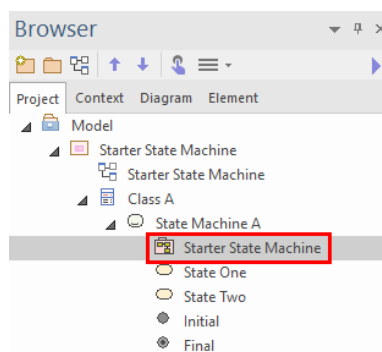 Browser
Project Context Diagram Element
Model
Starter State Machine
Starter State Machine
Class A
State Machine A
Starter State Machine
State One
State Two
Initial
Final